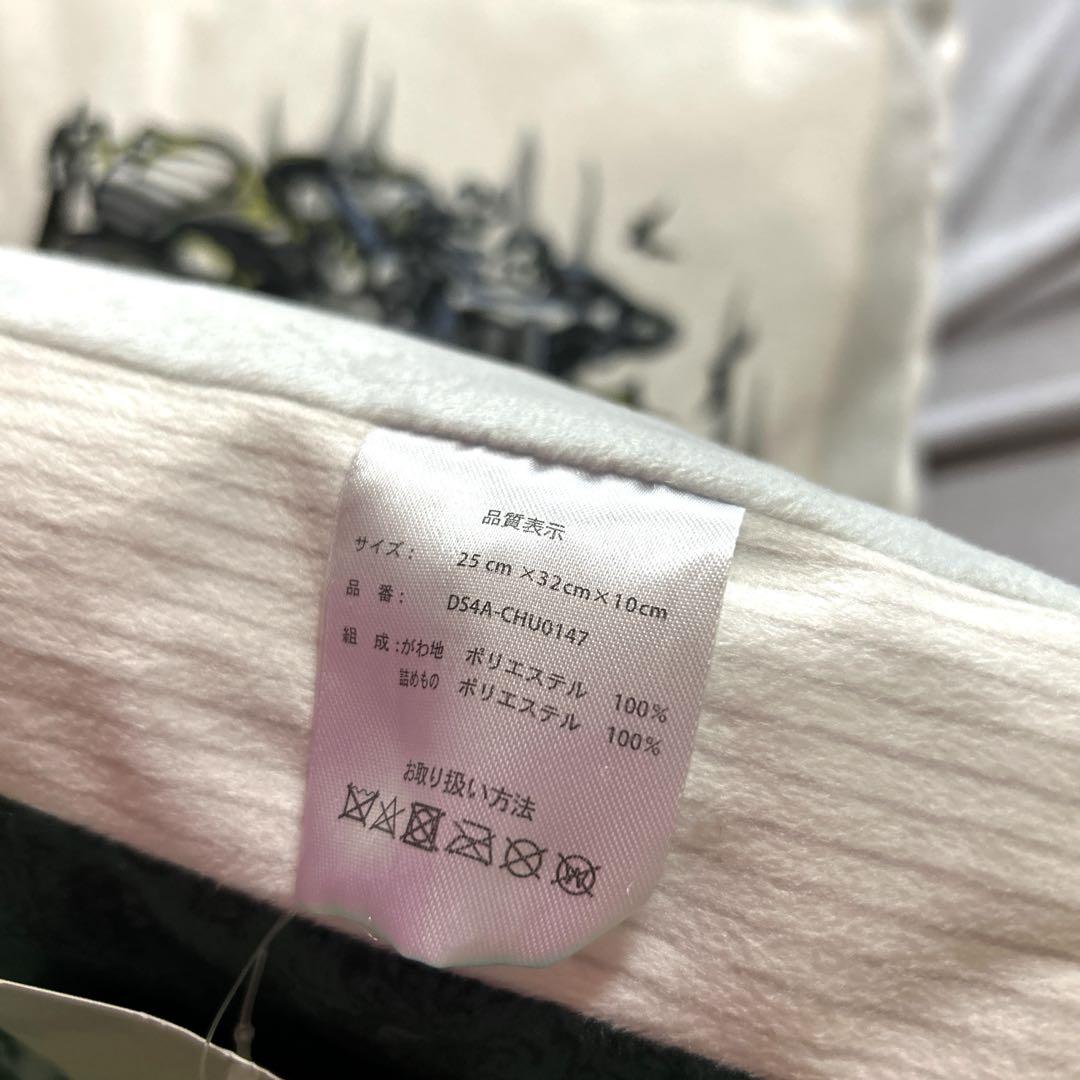 品質表示
サイズ： 25 cm ×32cm×10cm
品 番： DS4A-CHU0147
組 成：がわ地 ポリエステル 100%
詰めもの ポリエステル 100%
お取り扱い方法